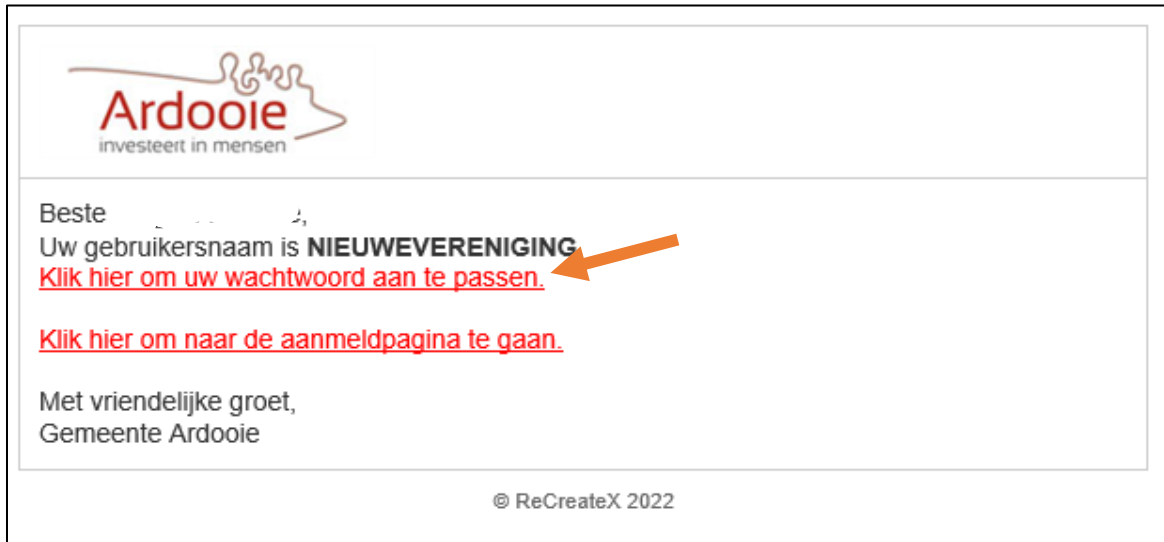 Ardooie
investeert in mensen
Beste
Uw gebruikersnaam is NIEUWEVERENIGING
Klik hier om uw wachtwoord aan te passen.
Klik hier om naar de aanmeldpagina te gaan.
Met vriendelijke groet,
Gemeente Ardooie
© ReCreateX 2022